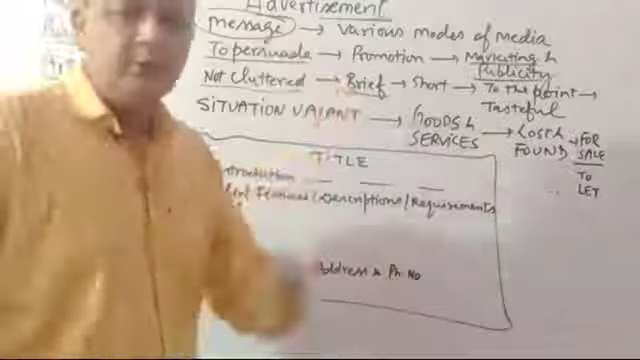 Advertisement
message → Various modes of media
To persuade → Promotion → Marketing & Publicity
Not Cluttered → Brief → Short → To the point → Tasteful
SITUATION VACANT → GOODS & SERVICES → LOST & FOUND → FOR SALE
TO LET
TITLE
Introduction
Features/Descriptions/Requirements
Address & Ph. No